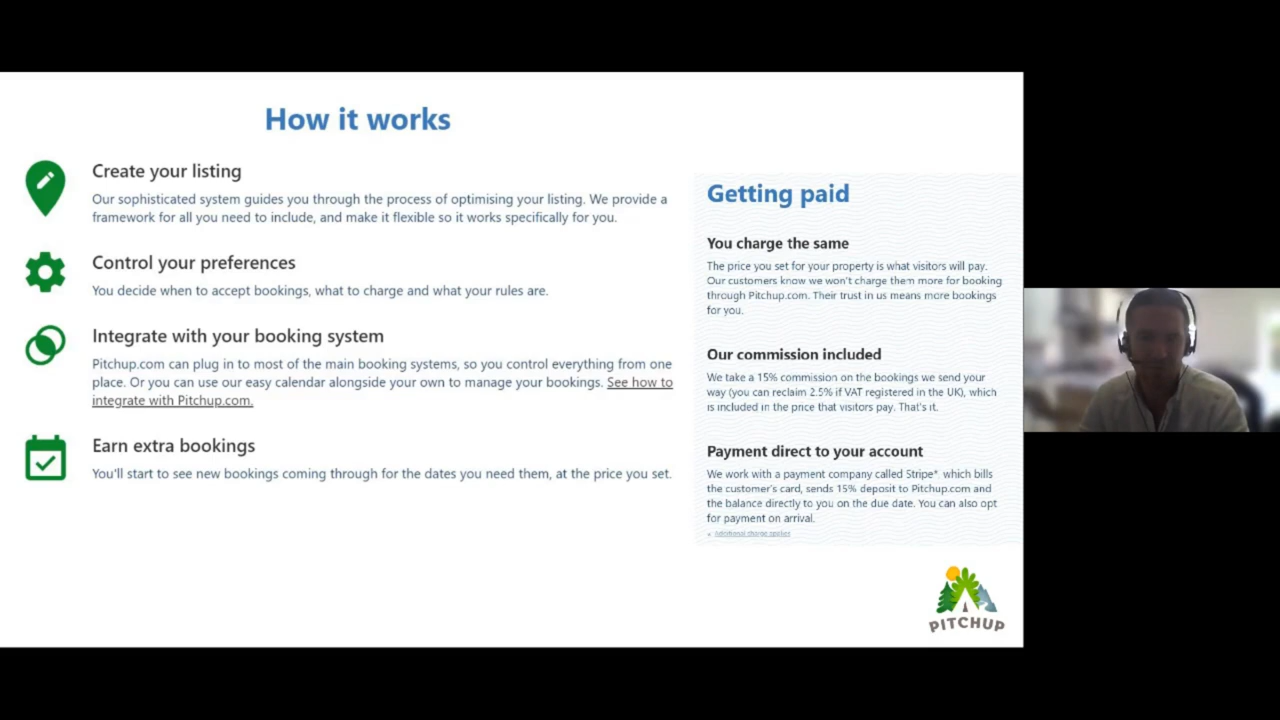 How it works
Create your listing
Our sophisticated system guides you through the process of optimising your listing. We provide a
framework for all you need to include, and make it flexible so it works specifically for you.
Control your preferences
You decide when to accept bookings, what to charge and what your rules are.
Integrate with your booking system
Pitchup.com can plug in to most of the main booking systems, so you control everything from one
place. Or you can use our easy calendar alongside your own to manage your bookings. See how to
integrate with Pitchup.com.
Earn extra bookings
You'll start to see new bookings coming through for the dates you need them, at the price you set.
Getting paid
You charge the same
The price you set for your property is what visitors will pay.
Our customers know we won't charge them more for booking
through Pitchup.com. Their trust in us means more bookings
for you.
Our commission included
We take a 15% commission on the bookings we send your
way (you can reclaim 2.5% if VAT registered in the UK), which
is included in the price that visitors pay. That's it.
Payment direct to your account
We work with a payment company called Stripe*, which bills
the customer's card, sends 15% deposit to Pitchup.com and
the balance directly to you on the due date. You can also opt
for payment on arrival.
* Additional charge applies
PITCHUP